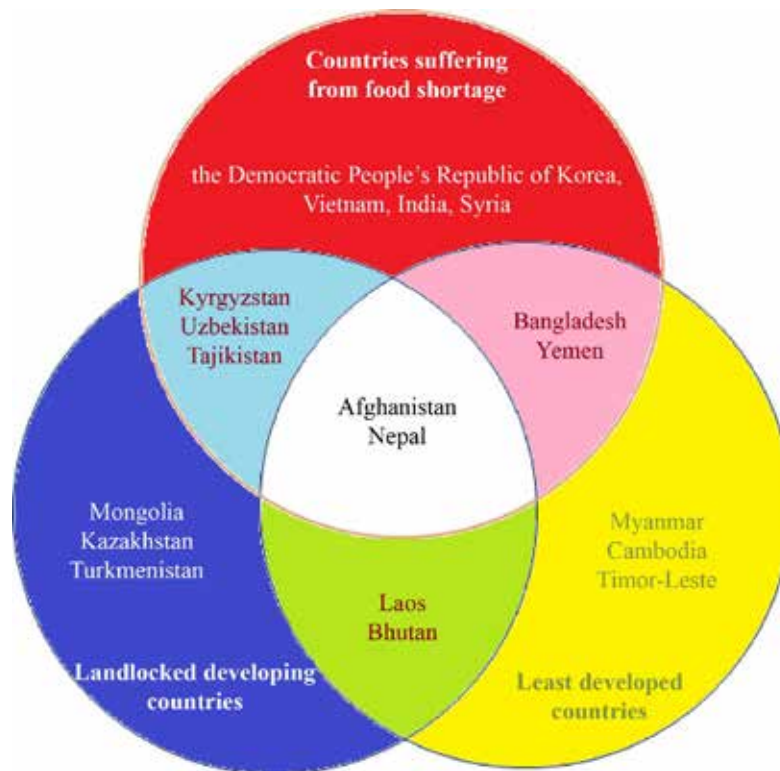 Countries suffering
from food shortage
the Democratic People's Republic of Korea,
Vietnam, India, Syria
Kyrgyzstan
Uzbekistan
Tajikistan
Bangladesh
Yemen
Afghanistan
Nepal
Mongolia
Kazakhstan
Turkmenistan
Myanmar
Cambodia
Timor-Leste
Laos
Bhutan
Landlocked developing
countries
Least developed
countries